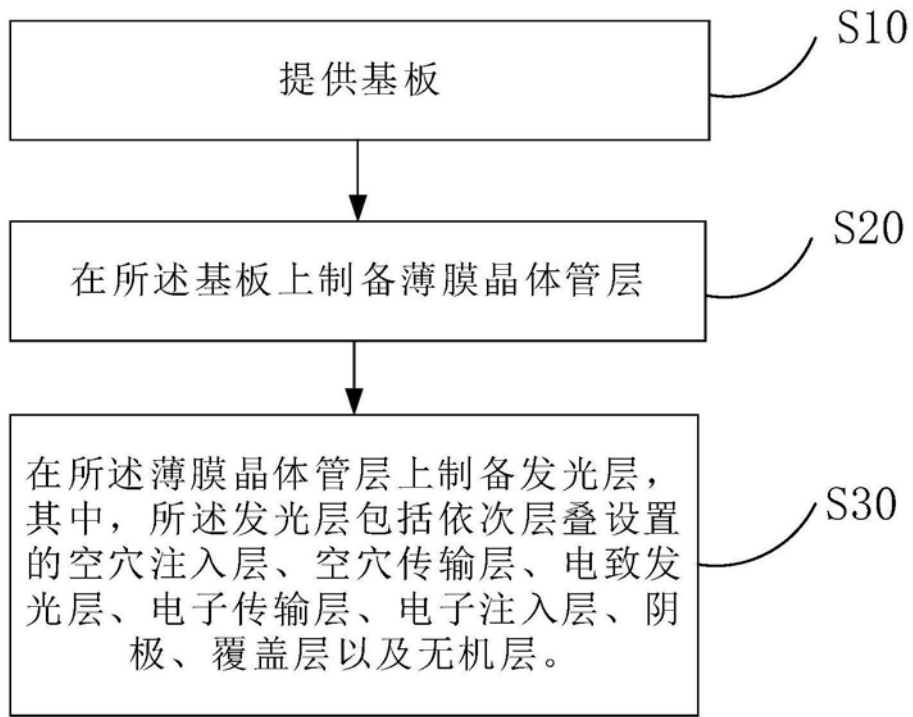 提供基板
S10
在所述基板上制备薄膜晶体管层
S20
在所述薄膜晶体管层上制备发光层，
其中，所述发光层包括依次层叠设置
的空穴注入层、空穴传输层、电致发
光层、电子传输层、电子注入层、阴
极、覆盖层以及无机层。
S30